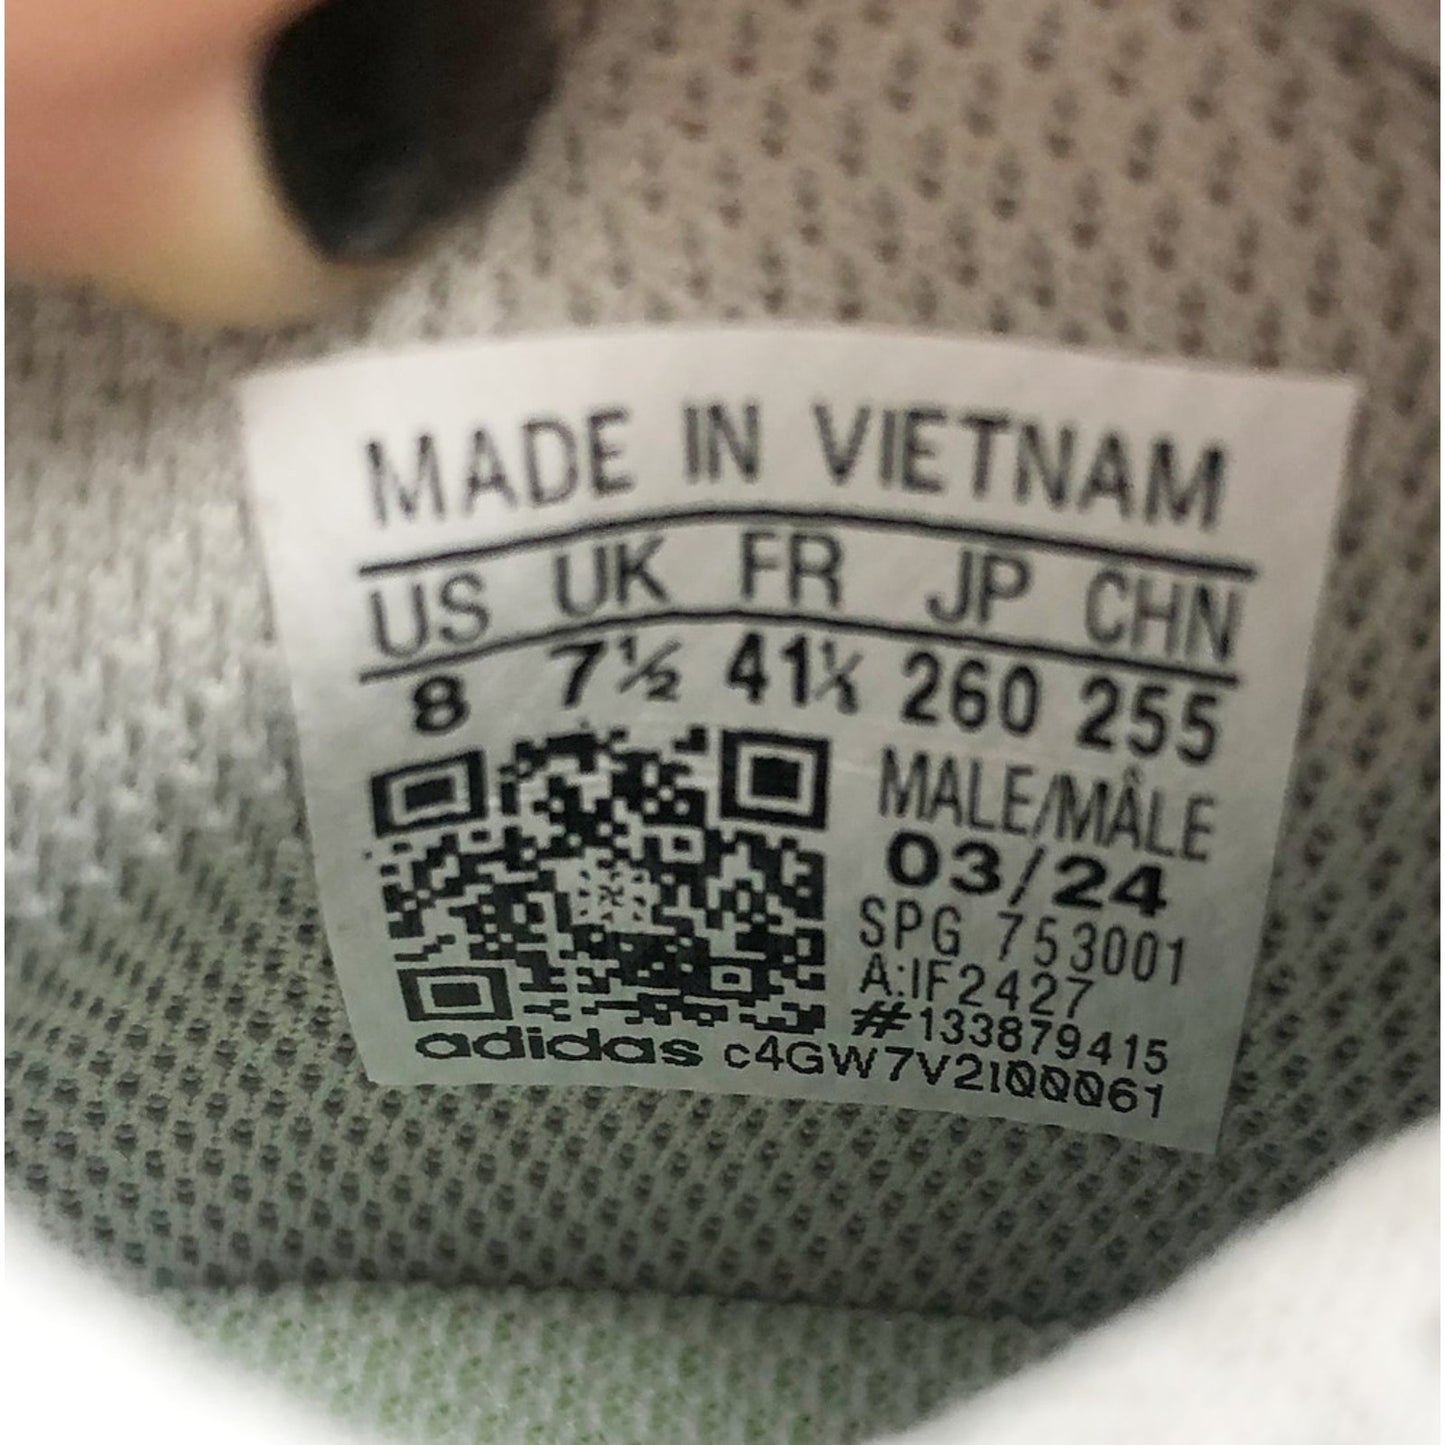 MADE IN VIETNAM
US UK FR JP CHN
8 7½ 41⅓ 260 255
MALE/MÂLE
03/24
SPG 753001
A:IF2427
#133879415
adidas c4GW7V2I00061